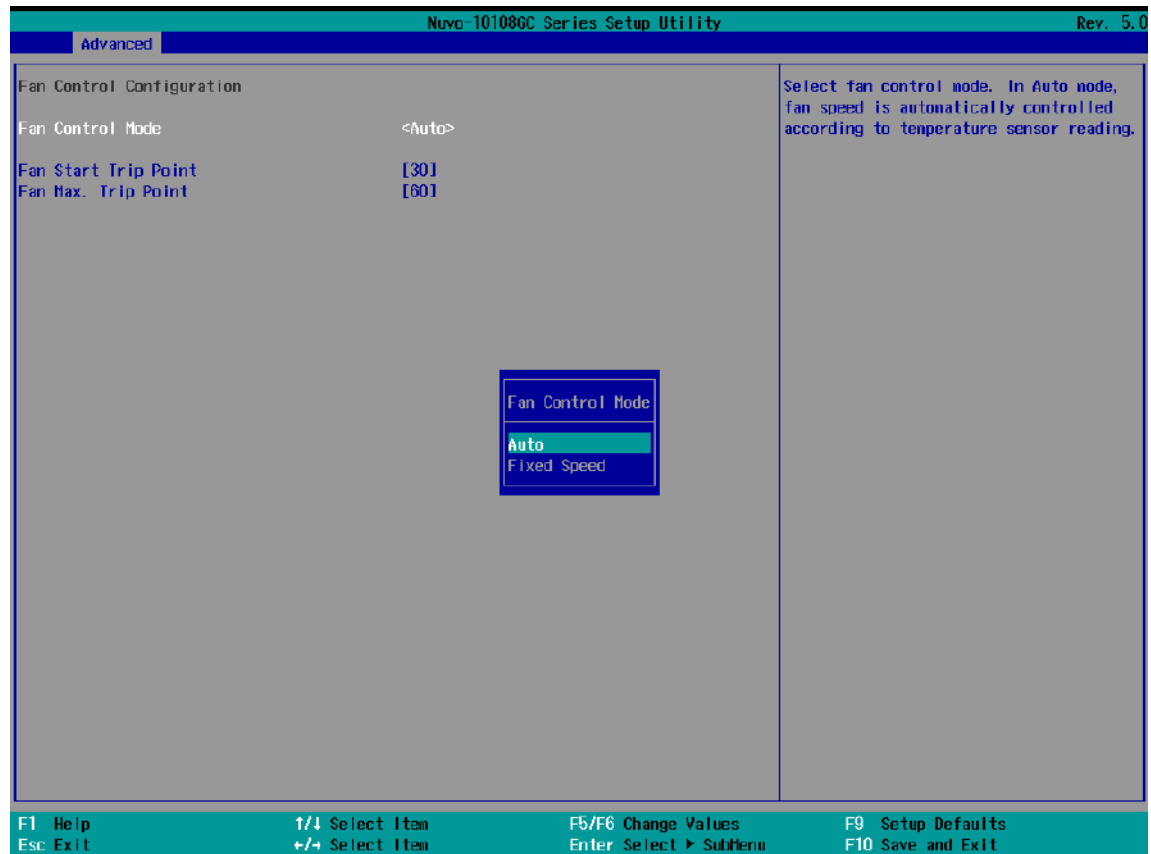 Nuvo-10108GC Series Setup Utility Rev. 5.0
Advanced
Fan Control Configuration
Fan Control Mode <Auto>
Fan Start Trip Point [30]
Fan Max. Trip Point [60]
Select fan control mode. In Auto mode,
fan speed is automatically controlled
according to temperature sensor reading.
Fan Control Mode
Auto
Fixed Speed
F1 Help ↑/↓ Select Item F5/F6 Change Values F9 Setup Defaults
Esc Exit ←/→ Select Item Enter Select ► SubMenu F10 Save and Exit